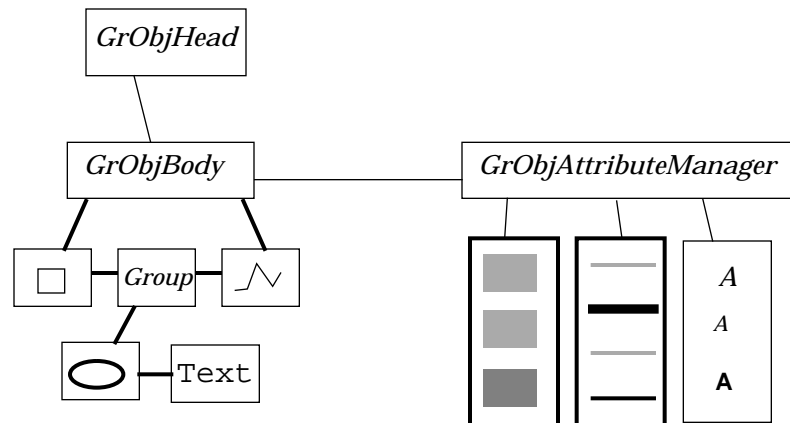 GrObjHead
GrObjBody
GrObjAttributeManager
Group
Text
A
A
A